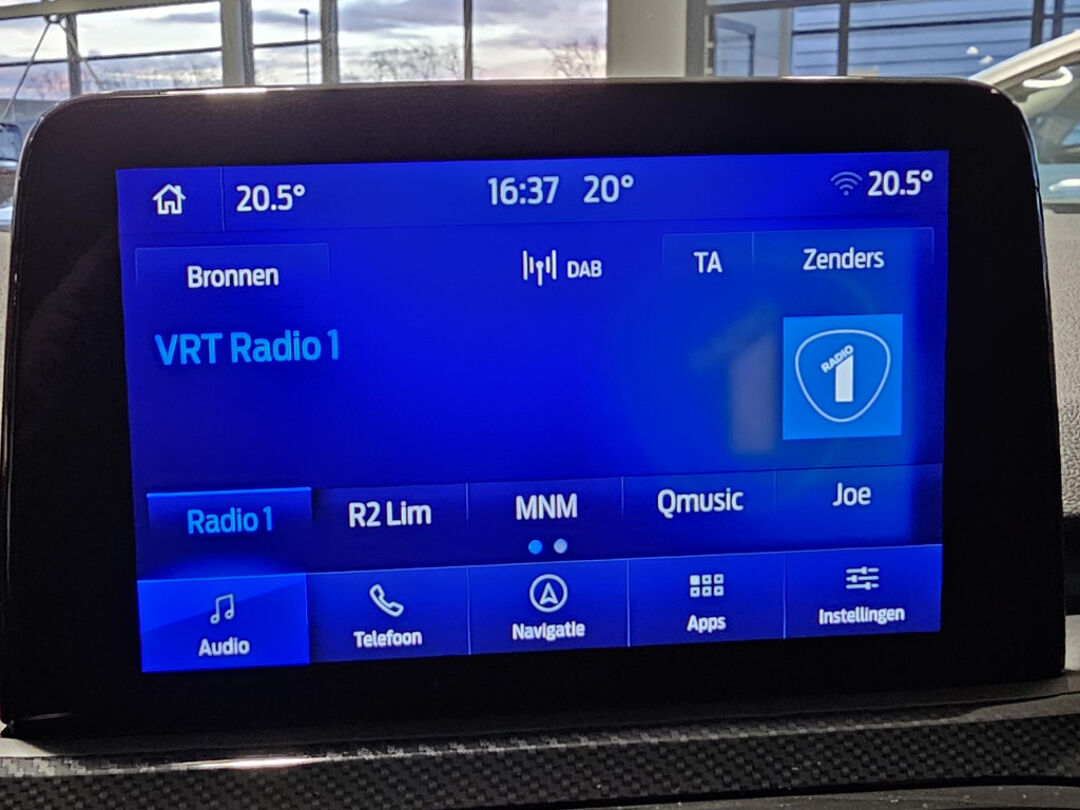 20.5° 16:37 20° 20.5°
Bronnen DAB TA Zenders
VRT Radio 1
RADIO
1
Radio 1 R2 Lim MNM Qmusic Joe
Audio Telefoon Navigatie Apps Instellingen